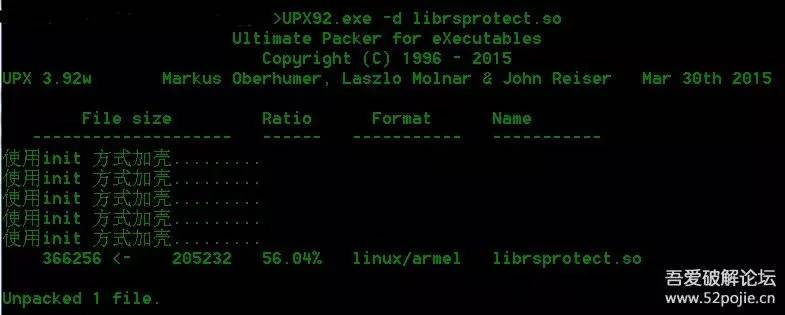 >UPX92.exe -d librsprotect.so
Ultimate Packer for eXecutables
Copyright (C) 1996 - 2015
UPX 3.92w Markus Oberhumer, Laszlo Molnar & John Reiser Mar 30th 2015
File size Ratio Format Name
-------------------- ------ ----------- -----------
使用init 方式加壳.........
使用init 方式加壳.........
使用init 方式加壳.........
使用init 方式加壳.........
使用init 方式加壳.........
366256 <- 205232 56.04% linux/armel librsprotect.so
Unpacked 1 file.
吾爱破解论坛
www.52pojie.cn